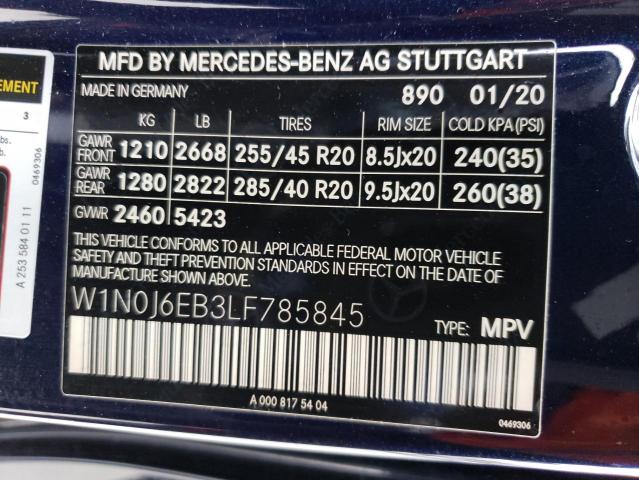 MFD BY MERCEDES-BENZ AG STUTTGART
MADE IN GERMANY 890 01/20
KG LB TIRES RIM SIZE COLD KPA(PSI)
GAWR FRONT 1210 2668 255/45 R20 8.5Jx20 240(35)
GAWR REAR 1280 2822 285/40 R20 9.5Jx20 260(38)
GVWR 2460 5423
THIS VEHICLE CONFORMS TO ALL APPLICABLE FEDERAL MOTOR VEHICLE
SAFETY AND THEFT PREVENTION STANDARDS IN EFFECT ON THE DATE OF
MANUFACTURE SHOWN ABOVE.
W1N0J6EB3LF785845
TYPE: MPV
A 000 817 54 04
0469306
EMENT
3
bs.
b.
0469306
A 253 584 01 11